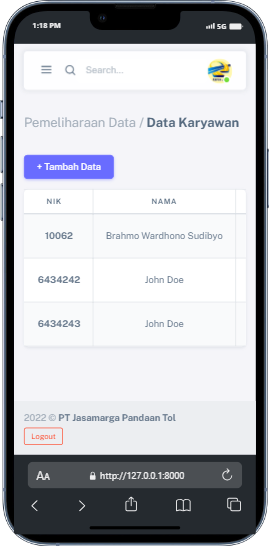 1:18 PM 5G
Search...
Pemeliharaan Data / Data Karyawan
+ Tambah Data
NIK NAMA
10062 Brahmo Wardhono Sudibyo
6434242 John Doe
6434243 John Doe
2022 © PT Jasamarga Pandaan Tol
Logout
AA http://127.0.0.1:8000